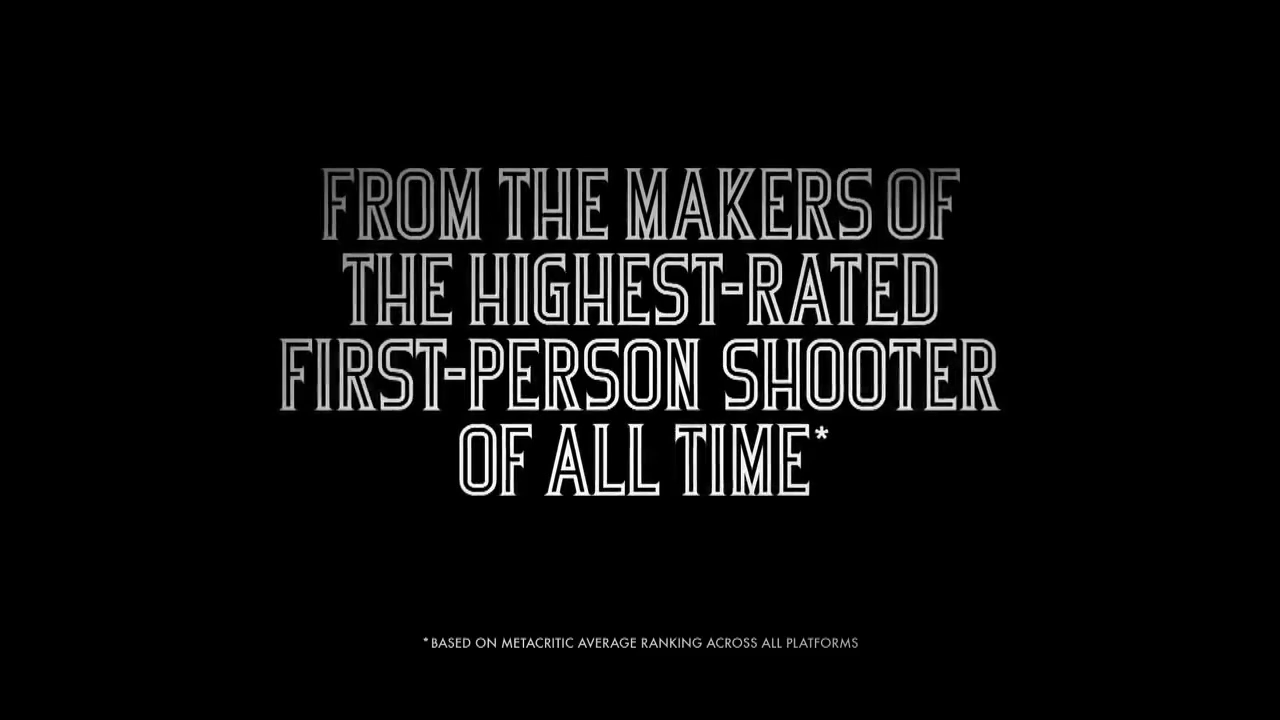 FROM THE MAKERS OF
THE HIGHEST-RATED
FIRST-PERSON SHOOTER
OF ALL TIME*
*BASED ON METACRITIC AVERAGE RANKING ACROSS ALL PLATFORMS